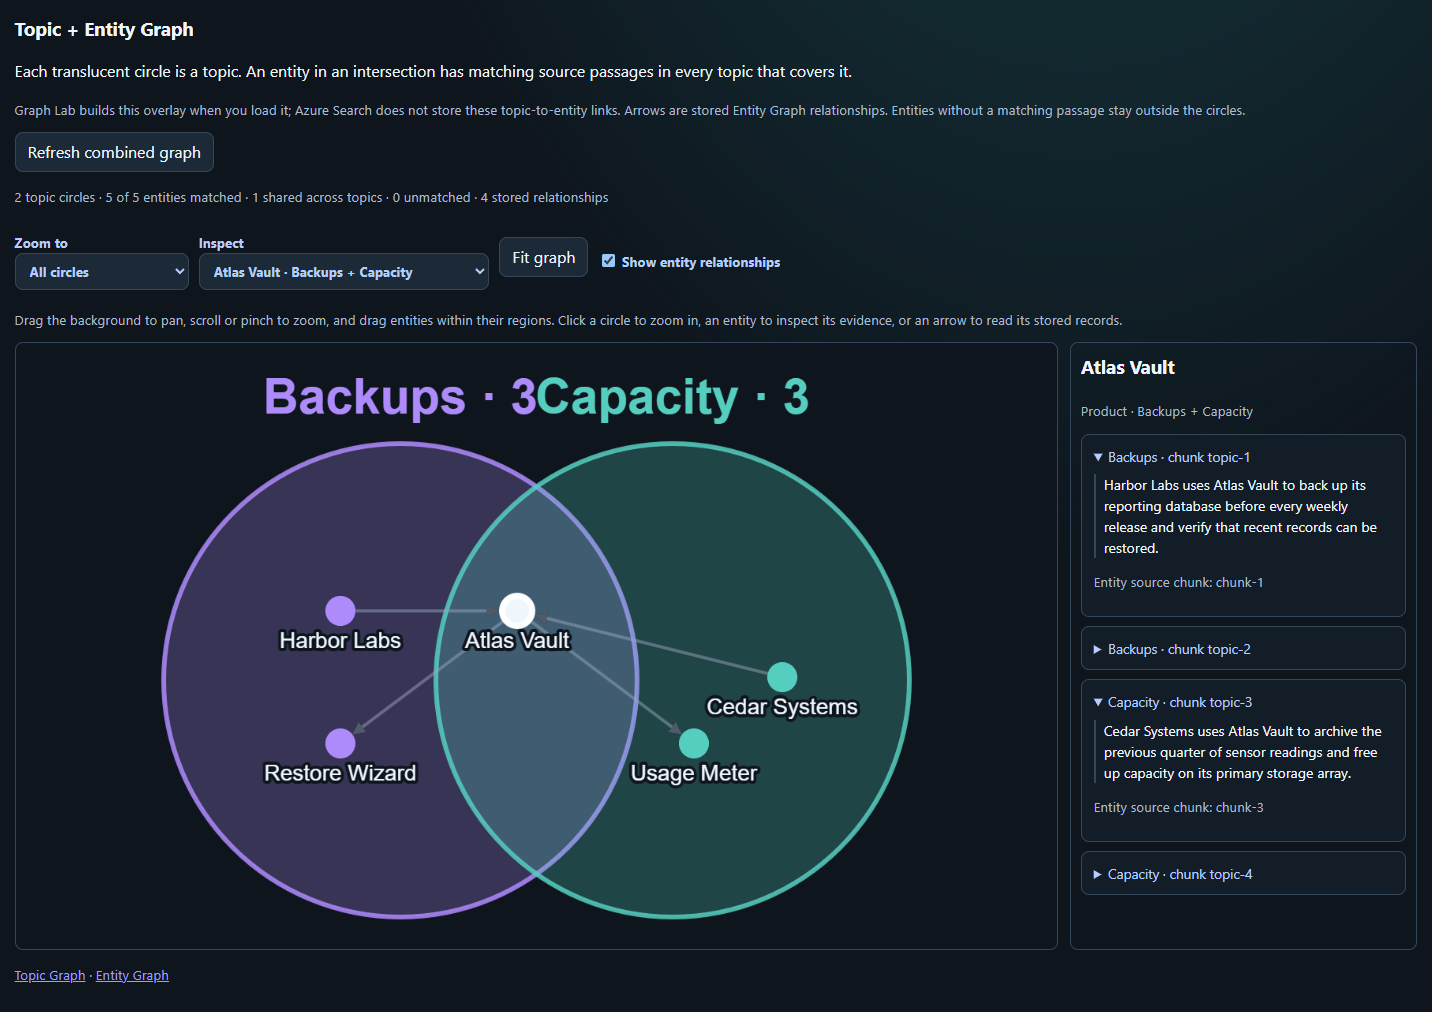 Topic + Entity Graph
Each translucent circle is a topic. An entity in an intersection has matching source passages in every topic that covers it.
Graph Lab builds this overlay when you load it; Azure Search does not store these topic-to-entity links. Arrows are stored Entity Graph relationships. Entities without a matching passage stay outside the circles.
Refresh combined graph
2 topic circles · 5 of 5 entities matched · 1 shared across topics · 0 unmatched · 4 stored relationships
Zoom to
Inspect
All circles
Atlas Vault · Backups + Capacity
Fit graph
Show entity relationships
Drag the background to pan, scroll or pinch to zoom, and drag entities within their regions. Click a circle to zoom in, an entity to inspect its evidence, or an arrow to read its stored records.
Backups · 3
Capacity · 3
Harbor Labs
Atlas Vault
Cedar Systems
Restore Wizard
Usage Meter
Atlas Vault
Product · Backups + Capacity
▼ Backups · chunk topic-1
Harbor Labs uses Atlas Vault to back up its
reporting database before every weekly
release and verify that recent records can be
restored.
Entity source chunk: chunk-1
▶ Backups · chunk topic-2
▼ Capacity · chunk topic-3
Cedar Systems uses Atlas Vault to archive the
previous quarter of sensor readings and free
up capacity on its primary storage array.
Entity source chunk: chunk-3
▶ Capacity · chunk topic-4
Topic Graph · Entity Graph